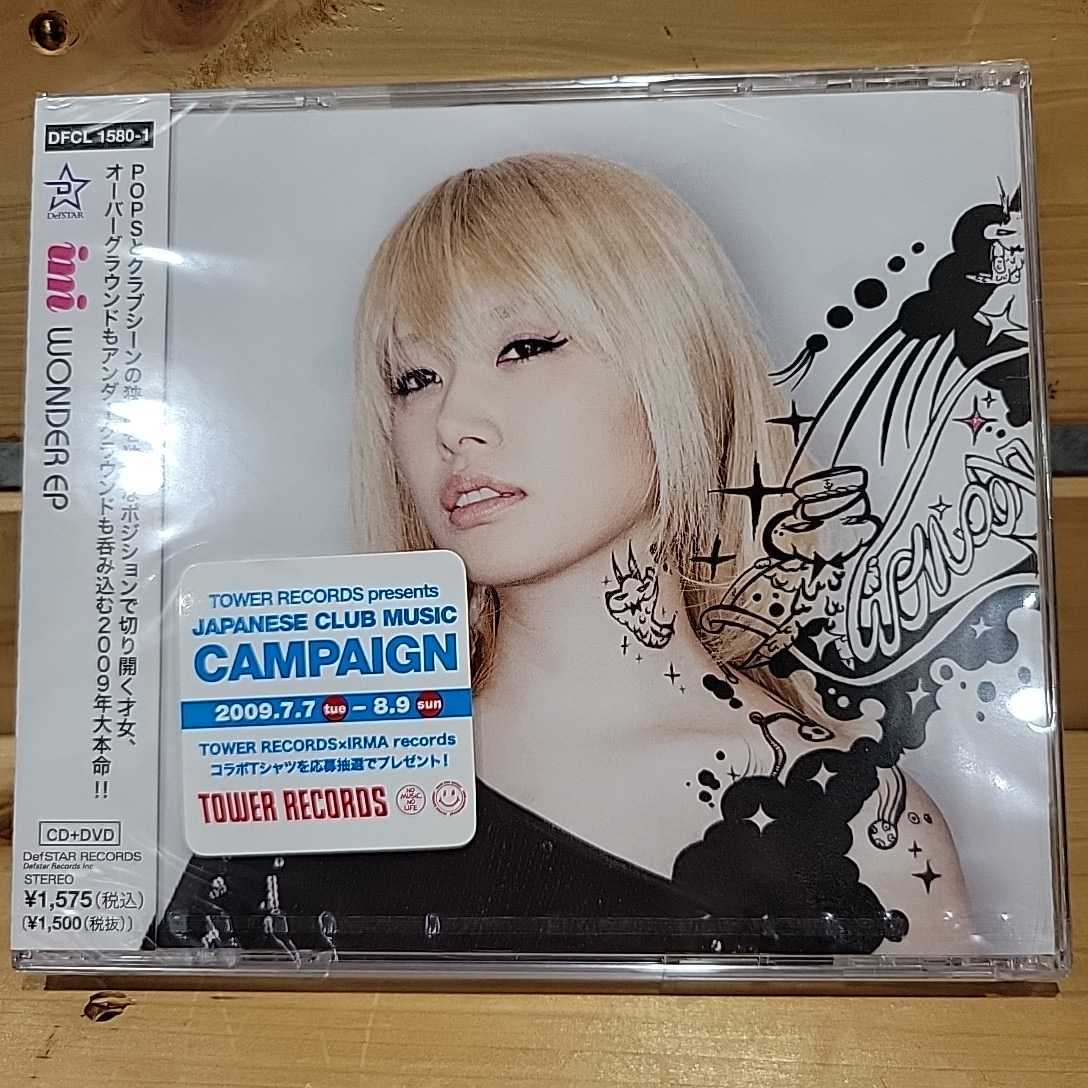 DFCL 1580-1
DefSTAR
imi WONDER EP
POPSとクラブシーンの狭 なポジションで切り開く才女、
オーバーグラウンドもアンダーグラウンドも呑み込む2009年大本命!!
CD+DVD
DefSTAR RECORDS
Defstar Records Inc
STEREO
¥1,575(税込)
(¥1,500(税抜))
TOWER RECORDS presents
JAPANESE CLUB MUSIC
CAMPAIGN
2009.7.7 tue – 8.9 sun
TOWER RECORDS×IRMA records
コラボTシャツを応募抽選でプレゼント!
TOWER RECORDS
NO
MUSIC,
NO
LIFE